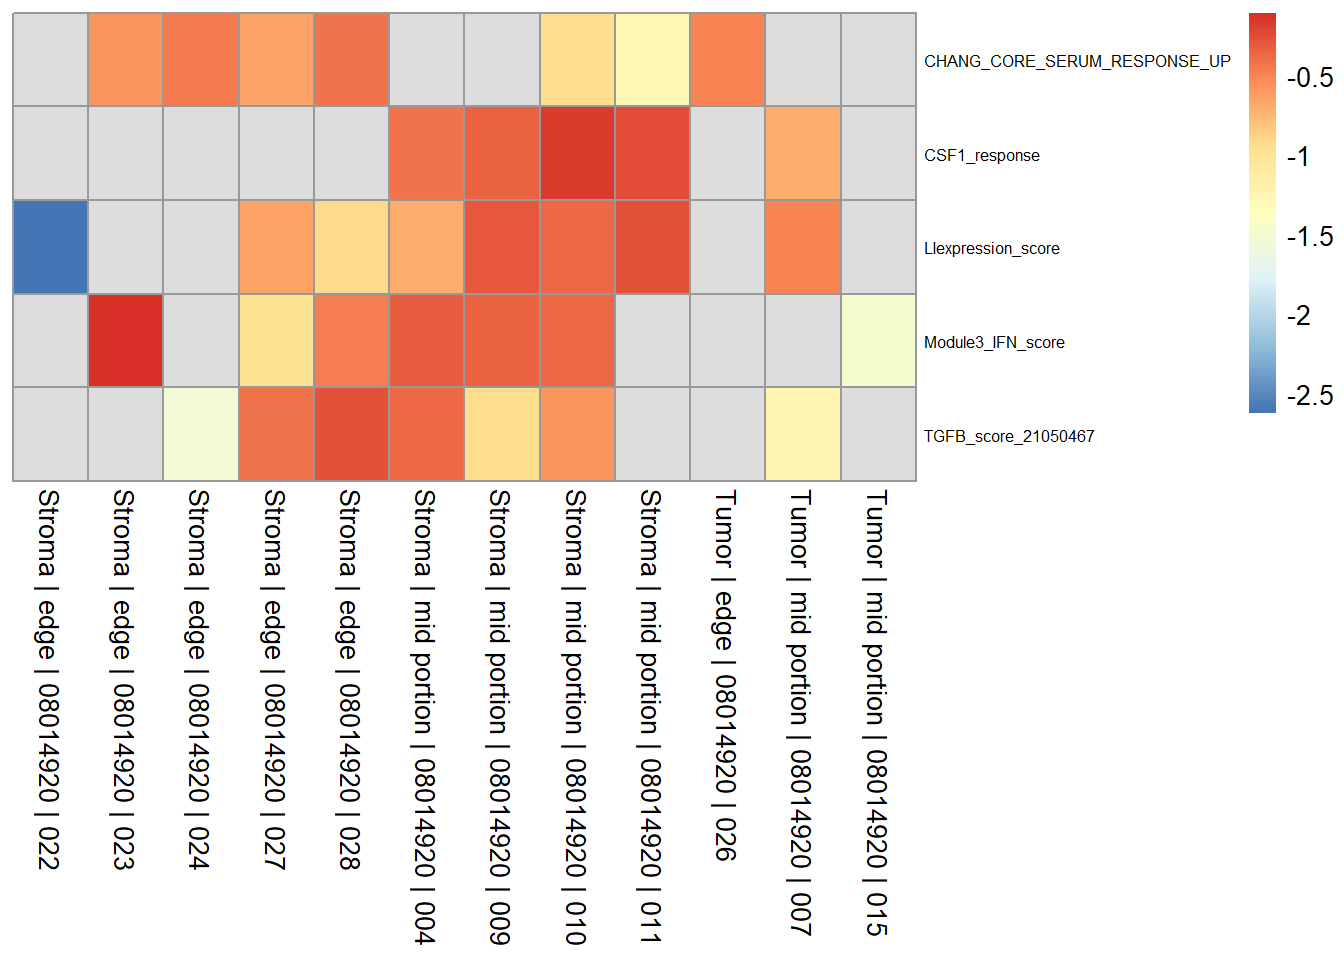 CHANG_CORE_SERUM_RESPONSE_UP
CSF1_response
LIexpression_score
Module3_IFN_score
TGFB_score_21050467
-0.5
-1
-1.5
-2
-2.5
Stroma | edge | 08014920 | 022
Stroma | edge | 08014920 | 023
Stroma | edge | 08014920 | 024
Stroma | edge | 08014920 | 027
Stroma | edge | 08014920 | 028
Stroma | mid portion | 08014920 | 004
Stroma | mid portion | 08014920 | 009
Stroma | mid portion | 08014920 | 010
Stroma | mid portion | 08014920 | 011
Tumor | edge | 08014920 | 026
Tumor | mid portion | 08014920 | 007
Tumor | mid portion | 08014920 | 015